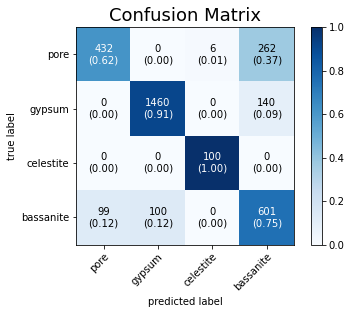 Confusion Matrix
pore 432 0 6 262
(0.62) (0.00) (0.01) (0.37)
gypsum 0 1460 0 140
(0.00) (0.91) (0.00) (0.09)
celestite 0 0 100 0
(0.00) (0.00) (1.00) (0.00)
bassanite 99 100 0 601
(0.12) (0.12) (0.00) (0.75)
true label
pore gypsum celestite bassanite
predicted label
1.0
0.8
0.6
0.4
0.2
0.0